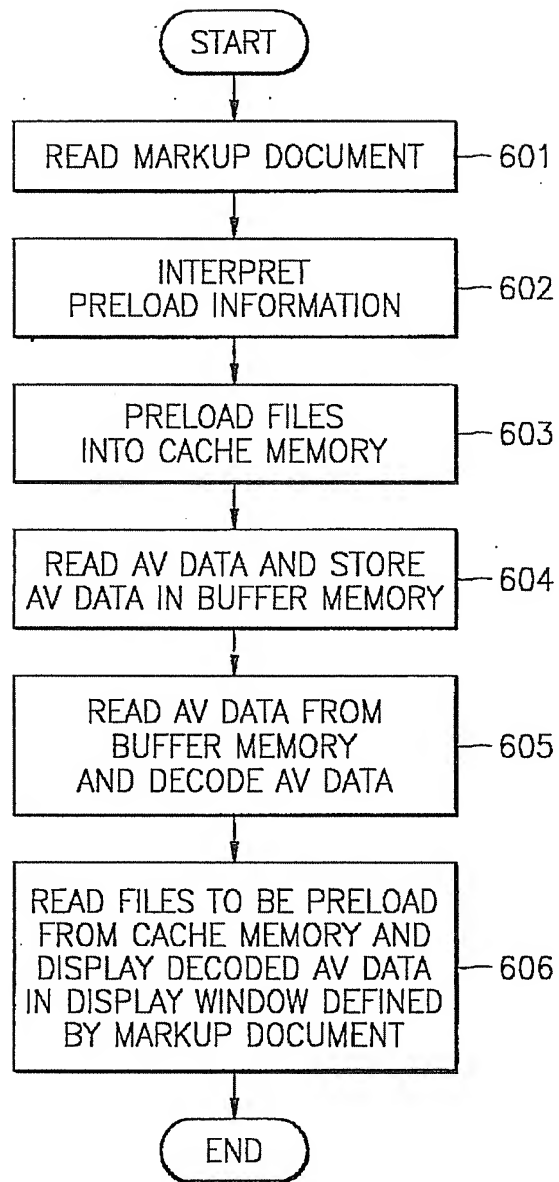 START
READ MARKUP DOCUMENT
601
INTERPRET
PRELOAD INFORMATION
602
PRELOAD FILES
INTO CACHE MEMORY
603
READ AV DATA AND STORE
AV DATA IN BUFFER MEMORY
604
READ AV DATA FROM
BUFFER MEMORY
AND DECODE AV DATA
605
READ FILES TO BE PRELOAD
FROM CACHE MEMORY AND
DISPLAY DECODED AV DATA
IN DISPLAY WINDOW DEFINED
BY MARKUP DOCUMENT
606
END